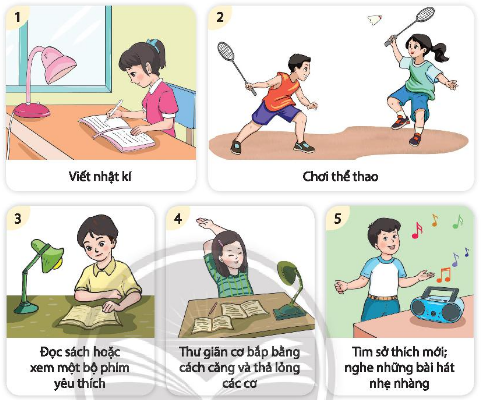 1
Viết nhật kí
2
Chơi thể thao
3
Đọc sách hoặc
xem một bộ phim
yêu thích
4
Thư giãn cơ bắp bằng
cách căng và thả lỏng
các cơ
5
Tìm sở thích mới;
nghe những bài hát
nhẹ nhàng